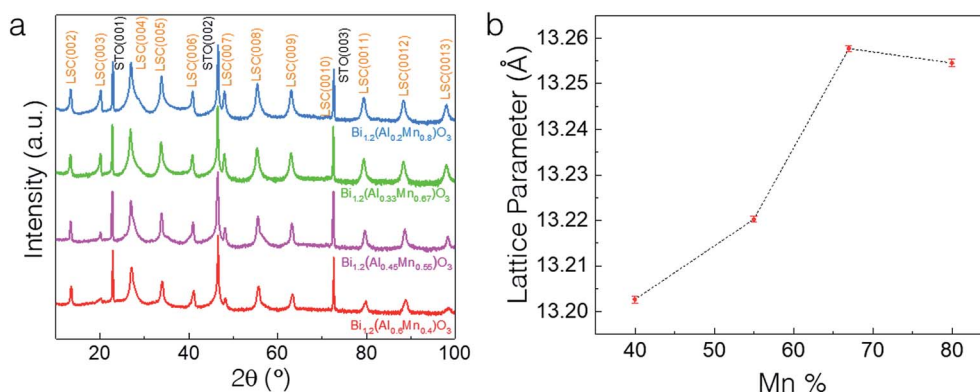 a
Intensity (a.u.)
LSC(002)
LSC(003)
STO(001)
LSC(004)
LSC(005)
LSC(006)
STO(002)
LSC(007)
LSC(008)
LSC(009)
LSC(0010)
STO(003)
LSC(0011)
LSC(0012)
LSC(0013)
Bi1.2(Al0.2Mn0.8)O3
Bi1.2(Al0.33Mn0.67)O3
Bi1.2(Al0.45Mn0.55)O3
Bi1.2(Al0.6Mn0.4)O3
20 40 60 80 100
2θ (°)
b
Lattice Parameter (Å)
13.26
13.25
13.24
13.23
13.22
13.21
13.20
40 50 60 70 80
Mn %